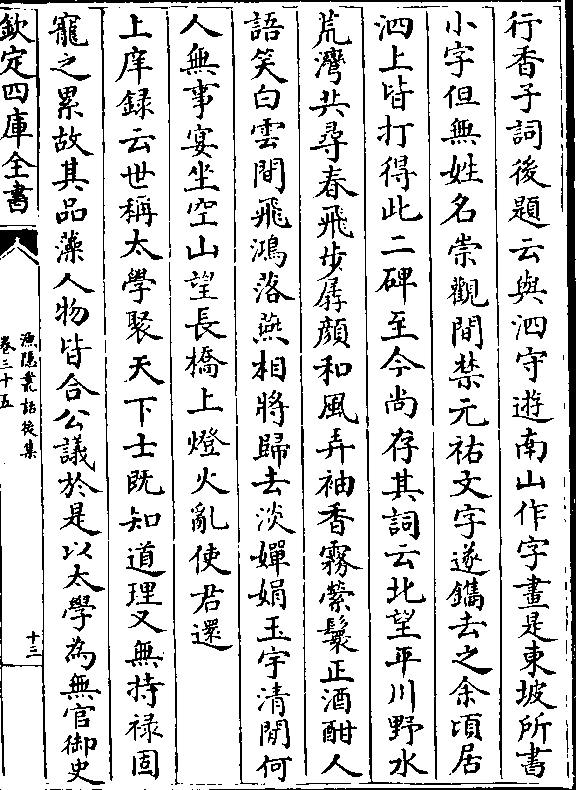 行香子詞後題云與泗守遊南山作字畫是東坡所書
小字但無姓名崇觀間禁元祐文字遂鐫去之余頃居
泗上皆打得此二碑至今尚存其詞云北望平川野水
荒灣共尋春飛步孱顔和風弄袖香霧縈鬟正酒酣人
語笑白雲間飛鴻落燕相將歸去淡嬋娟玉宇清閒何
人無事宴坐空山望長橋上燈火亂使君還
上庠録云世稱太學聚天下士既知道理又無持禄固
寵之累故其品藻人物皆合公議於是以太學為無官御史
欽定四庫全書
漁隱叢話後集
卷三十五
十三